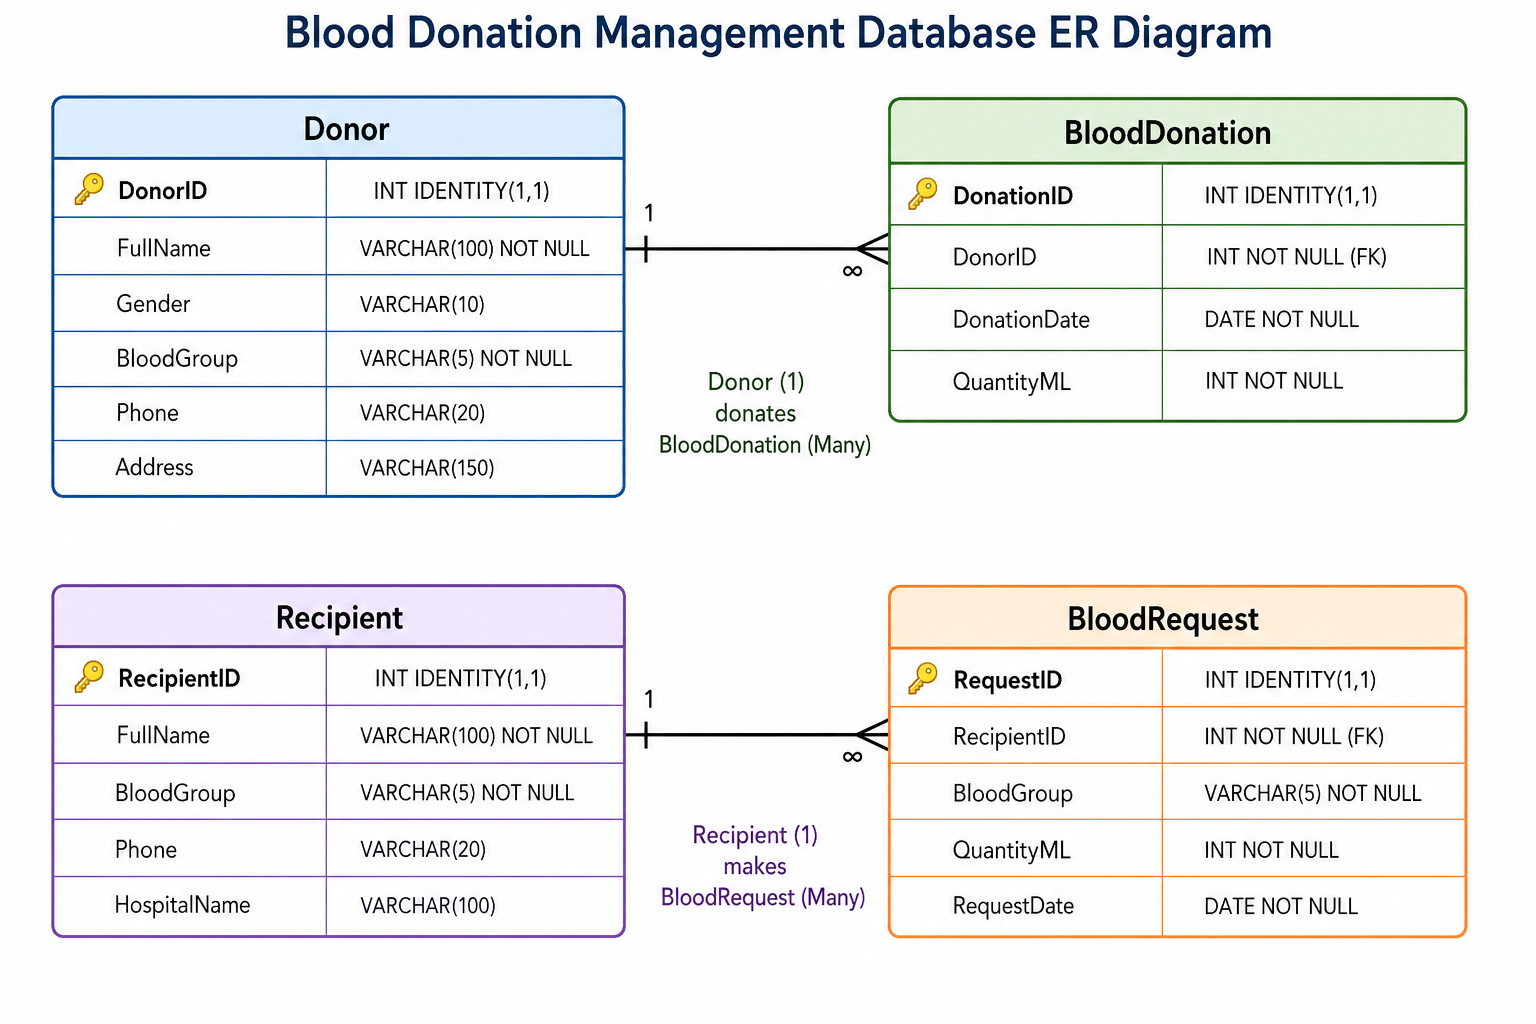 Blood Donation Management Database ER Diagram
Donor
DonorID INT IDENTITY(1,1)
FullName VARCHAR(100) NOT NULL
Gender VARCHAR(10)
BloodGroup VARCHAR(5) NOT NULL
Phone VARCHAR(20)
Address VARCHAR(150)
1
∞
Donor (1)
donates
BloodDonation (Many)
BloodDonation
DonationID INT IDENTITY(1,1)
DonorID INT NOT NULL (FK)
DonationDate DATE NOT NULL
QuantityML INT NOT NULL
Recipient
RecipientID INT IDENTITY(1,1)
FullName VARCHAR(100) NOT NULL
BloodGroup VARCHAR(5) NOT NULL
Phone VARCHAR(20)
HospitalName VARCHAR(100)
1
∞
Recipient (1)
makes
BloodRequest (Many)
BloodRequest
RequestID INT IDENTITY(1,1)
RecipientID INT NOT NULL (FK)
BloodGroup VARCHAR(5) NOT NULL
QuantityML INT NOT NULL
RequestDate DATE NOT NULL